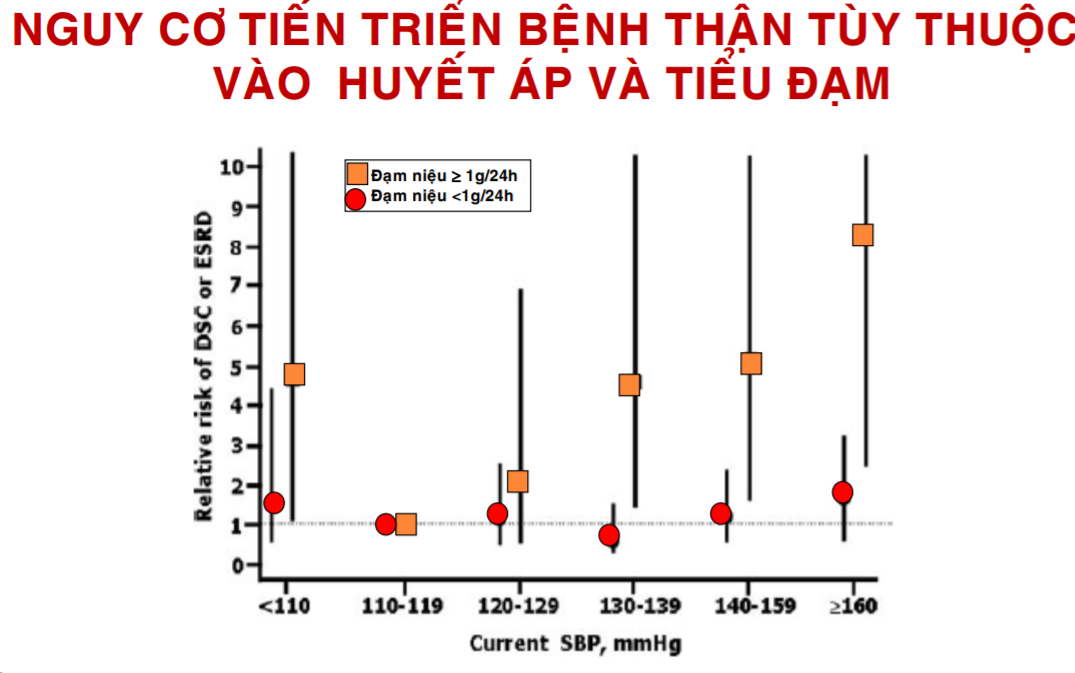 NGUY CƠ TIẾN TRIỂN BỆNH THẬN TÙY THUỘC
VÀO HUYẾT ÁP VÀ TIỂU ĐẠM
Đạm niệu ≥ 1g/24h
Đạm niệu <1g/24h
Relative risk of DSC or ESRD
10
9
8
7
6
5
4
3
2
1
0
<110 110-119 120-129 130-139 140-159 ≥160
Current SBP, mmHg